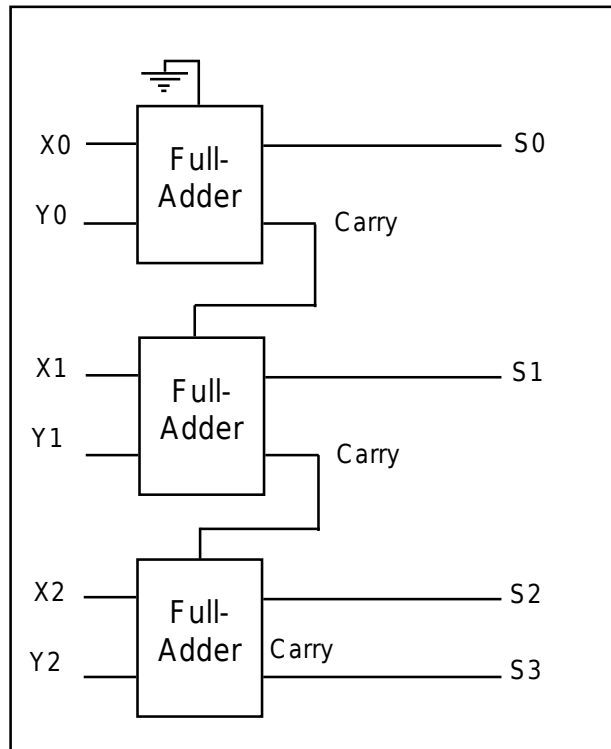 X0
Full-
Adder
S0
Y0
Carry
X1
Full-
Adder
S1
Y1
Carry
X2
Full-
Adder
S2
Y2
Carry
S3